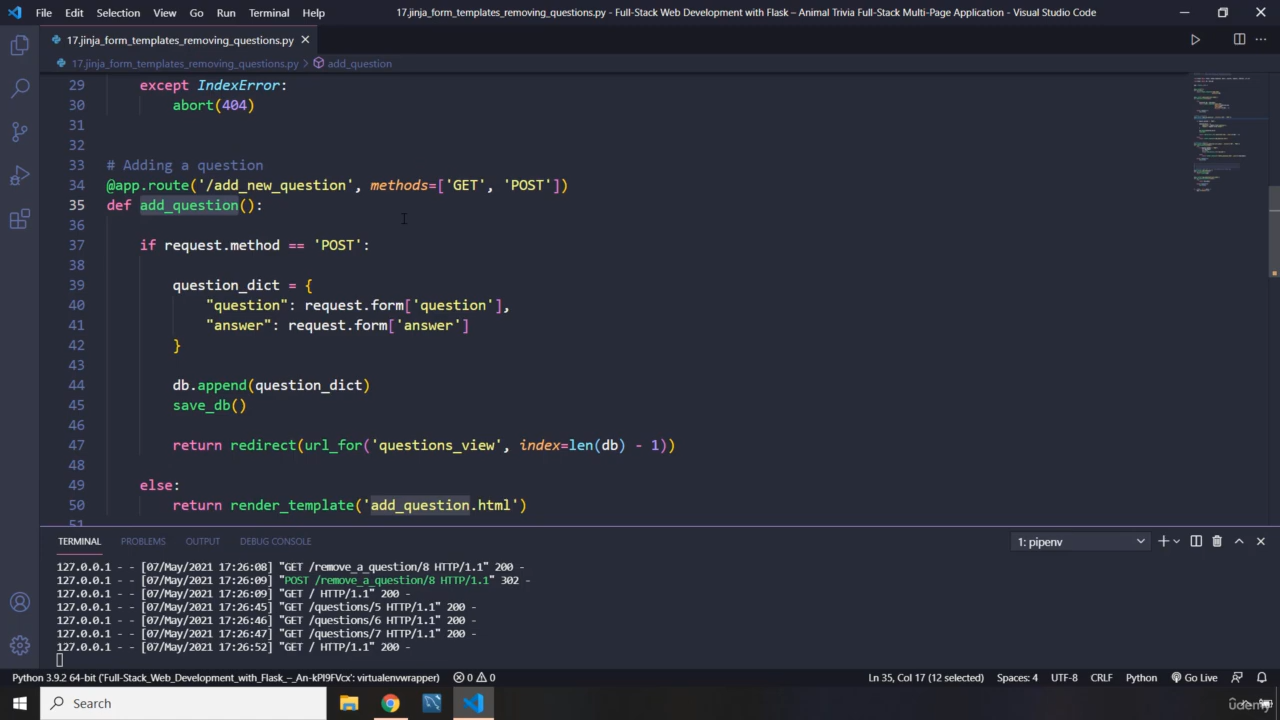 File Edit Selection View Go Run Terminal Help 17.jinja_form_templates_removing_questions.py - Full-Stack Web Development with Flask – Animal Trivia Full-Stack Multi-Page Application - Visual Studio Code
17.jinja_form_templates_removing_questions.py
17.jinja_form_templates_removing_questions.py > add_question
29 except IndexError:
30 abort(404)
31
32
33 # Adding a question
34 @app.route('/add_new_question', methods=['GET', 'POST'])
35 def add_question():
36
37 if request.method == 'POST':
38
39 question_dict = {
40 "question": request.form['question'],
41 "answer": request.form['answer']
42 }
43
44 db.append(question_dict)
45 save_db()
46
47 return redirect(url_for('questions_view', index=len(db) - 1))
48
49 else:
50 return render_template('add_question.html')
51
TERMINAL PROBLEMS OUTPUT DEBUG CONSOLE 1: pipenv
127.0.0.1 - - [07/May/2021 17:26:08] "GET /remove_a_question/8 HTTP/1.1" 200 -
127.0.0.1 - - [07/May/2021 17:26:09] "POST /remove_a_question/8 HTTP/1.1" 302 -
127.0.0.1 - - [07/May/2021 17:26:09] "GET / HTTP/1.1" 200 -
127.0.0.1 - - [07/May/2021 17:26:45] "GET /questions/5 HTTP/1.1" 200 -
127.0.0.1 - - [07/May/2021 17:26:46] "GET /questions/6 HTTP/1.1" 200 -
127.0.0.1 - - [07/May/2021 17:26:47] "GET /questions/7 HTTP/1.1" 200 -
127.0.0.1 - - [07/May/2021 17:26:52] "GET / HTTP/1.1" 200 -
Python 3.9.2 64-bit ('Full-Stack_Web_Development_with_Flask_–_An-kPI9FVcx': virtualenvwrapper) 0 0 Ln 35, Col 17 (12 selected) Spaces: 4 UTF-8 CRLF Python Go Live
Search
udemy